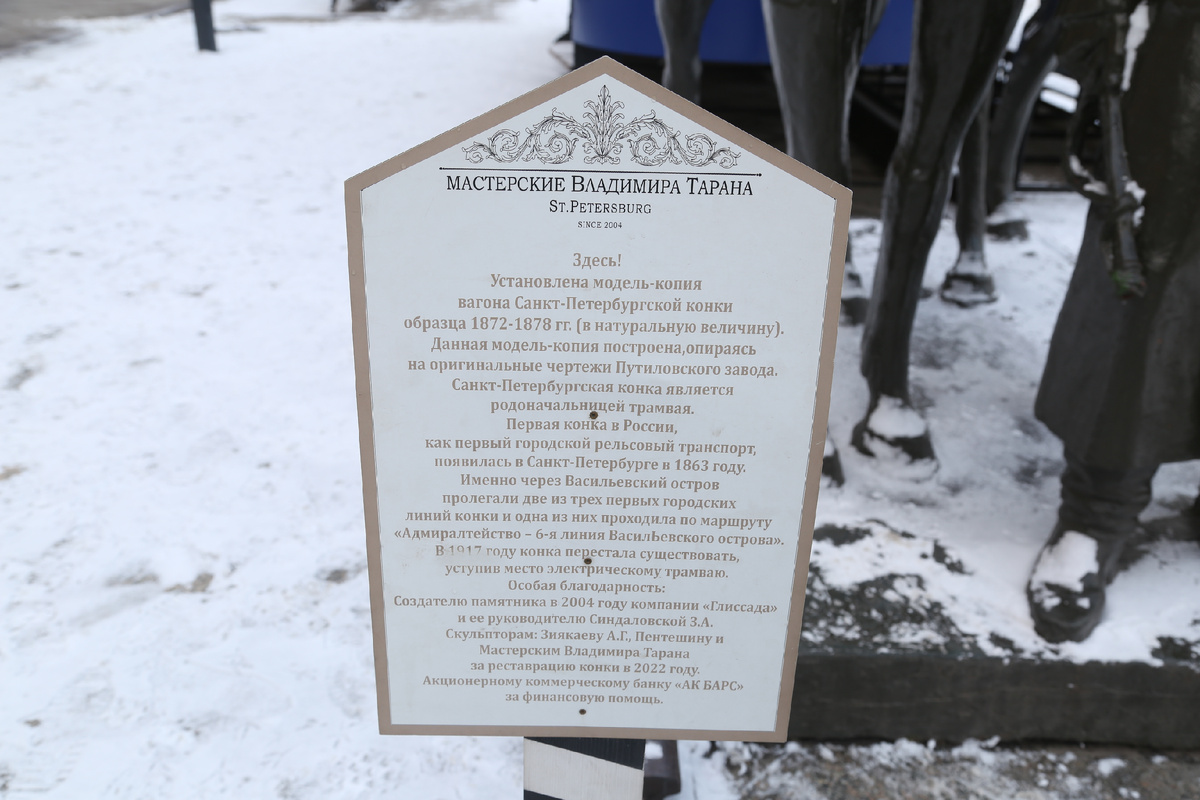 МАСТЕРСКИЕ ВЛАДИМИРА ТАРАНА
ST.PETERSBURG
SINCE 2004
Здесь!
Установлена модель-копия
вагона Санкт-Петербургской конки
образца 1872-1878 гг. (в натуральную величину).
Данная модель-копия построена,опираясь
на оригинальные чертежи Путиловского завода.
Санкт-Петербургская конка является
родоначальницей трамвая.
Первая конка в России,
как первый городской рельсовый транспорт,
появилась в Санкт-Петербурге в 1863 году.
Именно через Васильевский остров
пролегали две из трех первых городских
линий конки и одна из них проходила по маршруту
«Адмиралтейство – 6-я линия Васильевского острова».
В 1917 году конка перестала существовать,
уступив место электрическому трамваю.
Особая благодарность:
Создателю памятника в 2004 году компании «Глиссада»
и ее руководителю Синдаловской З.А.
Скульпторам: Зиякаеву А.Г., Пентешину и
Мастерским Владимира Тарана
за реставрацию конки в 2022 году.
Акционерному коммерческому банку «АК БАРС»
за финансовую помощь.